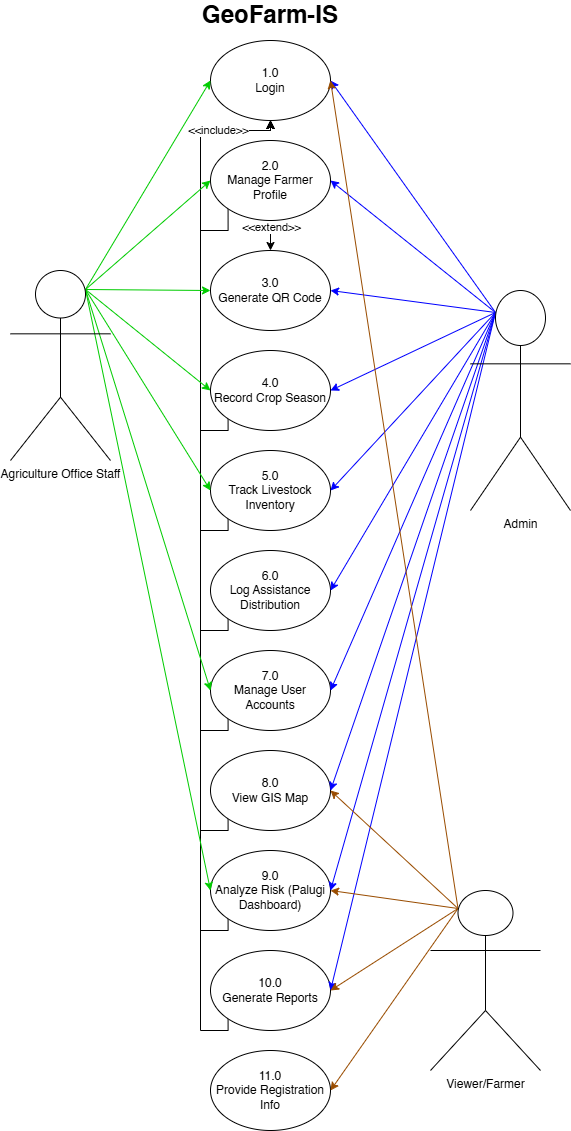 GeoFarm-IS
1.0
Login
<<include>>
2.0
Manage Farmer
Profile
<<extend>>
3.0
Generate QR Code
4.0
Record Crop Season
Agriculture Office Staff
5.0
Track Livestock
Inventory
Admin
6.0
Log Assistance
Distribution
7.0
Manage User
Accounts
8.0
View GIS Map
9.0
Analyze Risk (Palugi
Dashboard)
10.0
Generate Reports
11.0
Provide Registration
Info
Viewer/Farmer